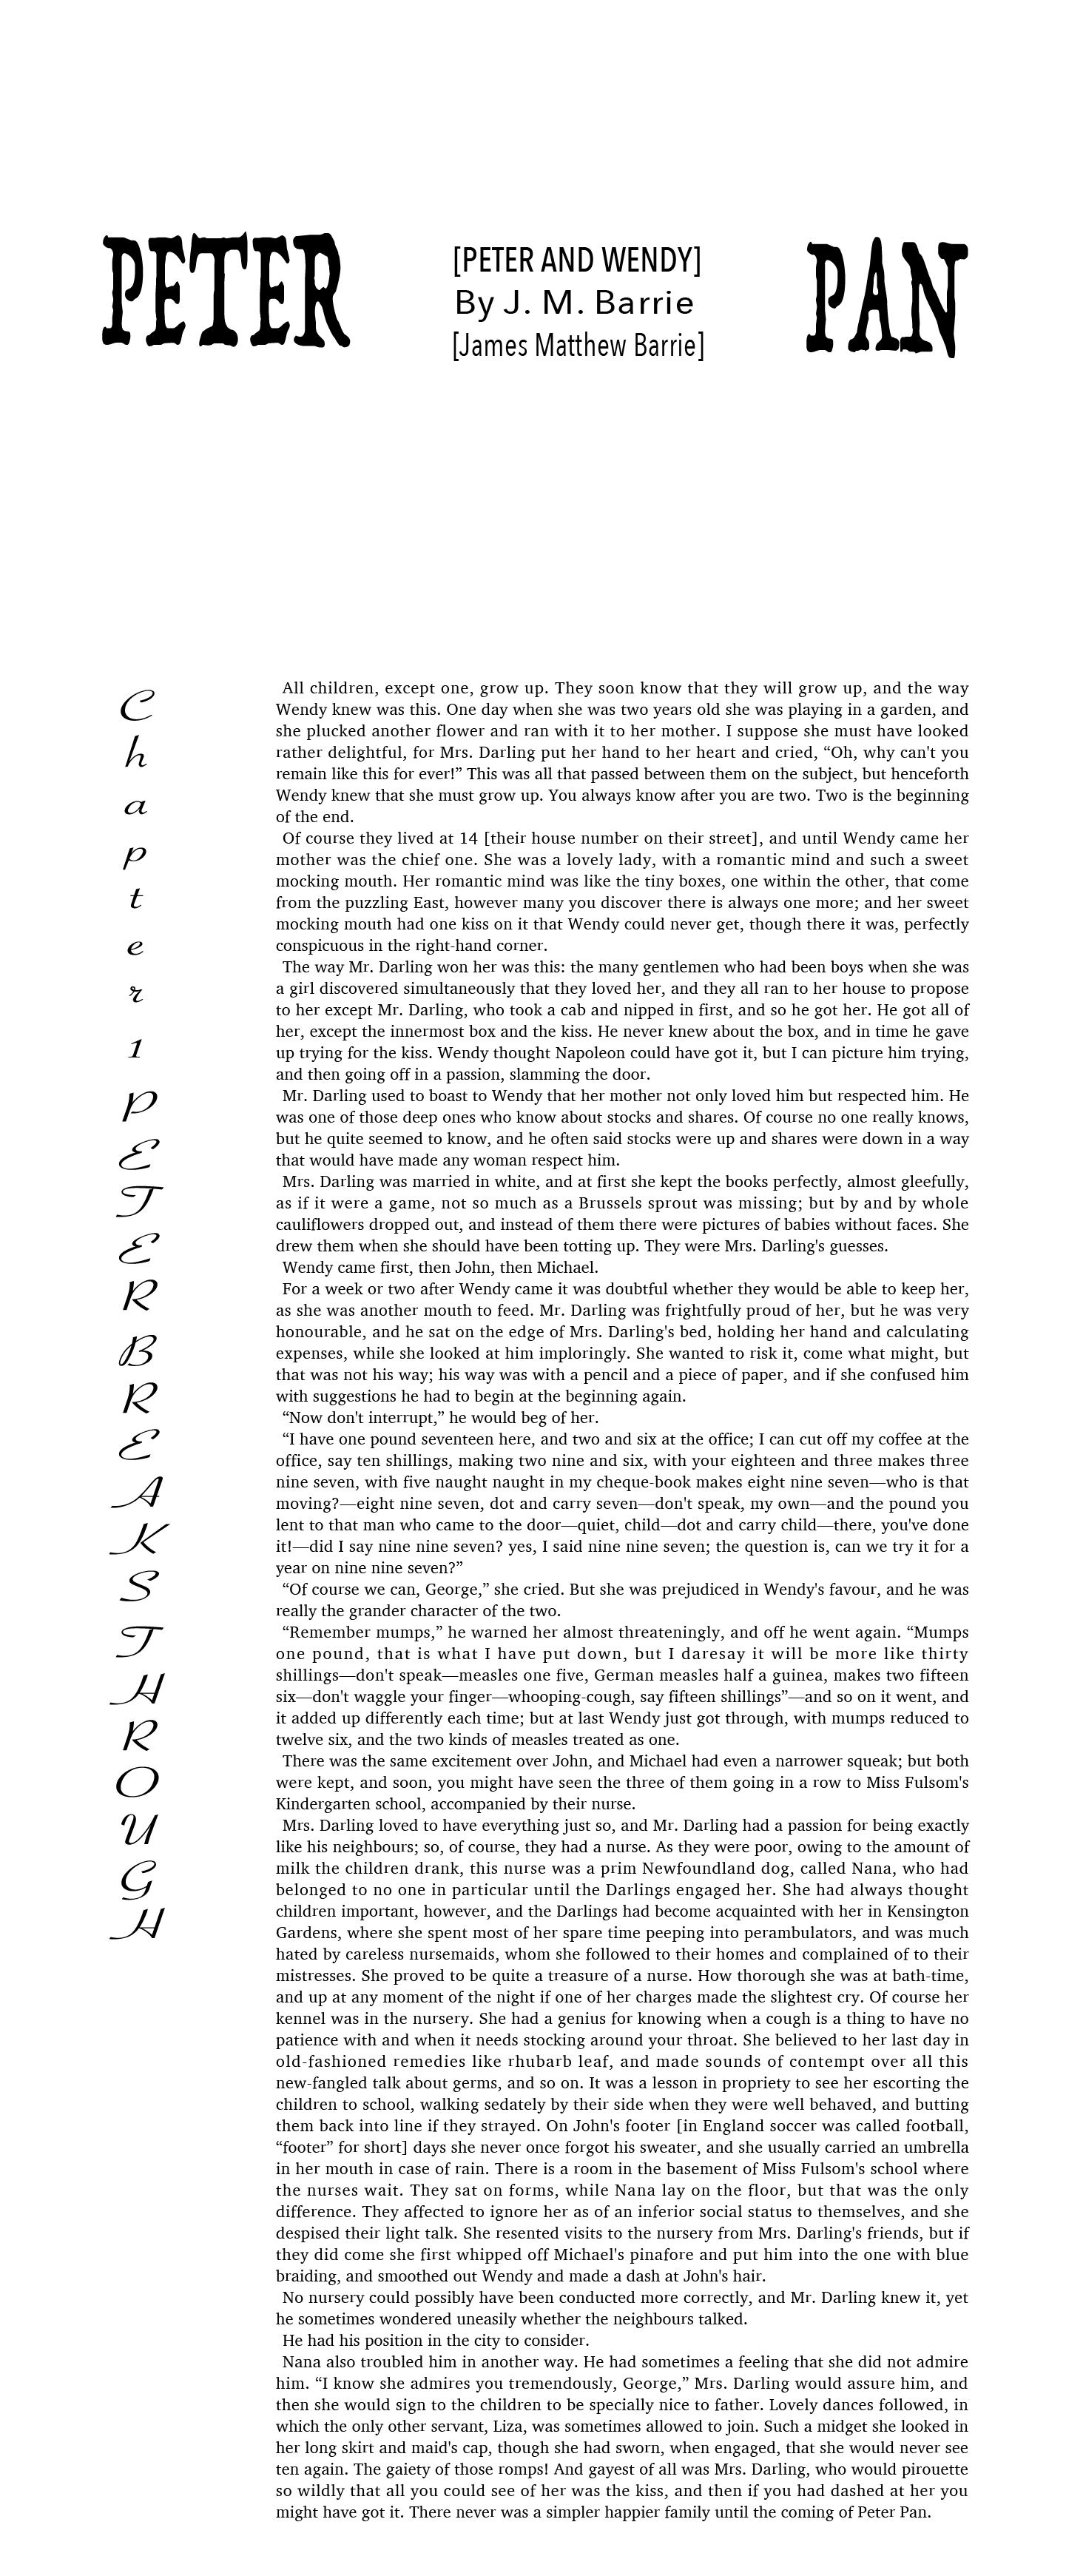 PETER
[PETER AND WENDY]
By J. M. Barrie
[James Matthew Barrie]
PAN
Chapter 1 PETER BREAKS THROUGH
All children, except one, grow up. They soon know that they will grow up, and the way
Wendy knew was this. One day when she was two years old she was playing in a garden, and
she plucked another flower and ran with it to her mother. I suppose she must have looked
rather delightful, for Mrs. Darling put her hand to her heart and cried, “Oh, why can't you
remain like this for ever!” This was all that passed between them on the subject, but henceforth
Wendy knew that she must grow up. You always know after you are two. Two is the beginning
of the end.
Of course they lived at 14 [their house number on their street], and until Wendy came her
mother was the chief one. She was a lovely lady, with a romantic mind and such a sweet
mocking mouth. Her romantic mind was like the tiny boxes, one within the other, that come
from the puzzling East, however many you discover there is always one more; and her sweet
mocking mouth had one kiss on it that Wendy could never get, though there it was, perfectly
conspicuous in the right-hand corner.
The way Mr. Darling won her was this: the many gentlemen who had been boys when she was
a girl discovered simultaneously that they loved her, and they all ran to her house to propose
to her except Mr. Darling, who took a cab and nipped in first, and so he got her. He got all of
her, except the innermost box and the kiss. He never knew about the box, and in time he gave
up trying for the kiss. Wendy thought Napoleon could have got it, but I can picture him trying,
and then going off in a passion, slamming the door.
Mr. Darling used to boast to Wendy that her mother not only loved him but respected him. He
was one of those deep ones who know about stocks and shares. Of course no one really knows,
but he quite seemed to know, and he often said stocks were up and shares were down in a way
that would have made any woman respect him.
Mrs. Darling was married in white, and at first she kept the books perfectly, almost gleefully,
as if it were a game, not so much as a Brussels sprout was missing; but by and by whole
cauliflowers dropped out, and instead of them there were pictures of babies without faces. She
drew them when she should have been totting up. They were Mrs. Darling's guesses.
Wendy came first, then John, then Michael.
For a week or two after Wendy came it was doubtful whether they would be able to keep her,
as she was another mouth to feed. Mr. Darling was frightfully proud of her, but he was very
honourable, and he sat on the edge of Mrs. Darling's bed, holding her hand and calculating
expenses, while she looked at him imploringly. She wanted to risk it, come what might, but
that was not his way; his way was with a pencil and a piece of paper, and if she confused him
with suggestions he had to begin at the beginning again.
“Now don't interrupt,” he would beg of her.
“I have one pound seventeen here, and two and six at the office; I can cut off my coffee at the
office, say ten shillings, making two nine and six, with your eighteen and three makes three
nine seven, with five naught naught in my cheque-book makes eight nine seven—who is that
moving?—eight nine seven, dot and carry seven—don't speak, my own—and the pound you
lent to that man who came to the door—quiet, child—dot and carry child—there, you've done
it!—did I say nine nine seven? yes, I said nine nine seven; the question is, can we try it for a
year on nine nine seven?”
“Of course we can, George,” she cried. But she was prejudiced in Wendy's favour, and he was
really the grander character of the two.
“Remember mumps,” he warned her almost threateningly, and off he went again. “Mumps
one pound, that is what I have put down, but I daresay it will be more like thirty
shillings—don't speak—measles one five, German measles half a guinea, makes two fifteen
six—don't waggle your finger—whooping-cough, say fifteen shillings”—and so on it went, and
it added up differently each time; but at last Wendy just got through, with mumps reduced to
twelve six, and the two kinds of measles treated as one.
There was the same excitement over John, and Michael had even a narrower squeak; but both
were kept, and soon, you might have seen the three of them going in a row to Miss Fulsom's
Kindergarten school, accompanied by their nurse.
Mrs. Darling loved to have everything just so, and Mr. Darling had a passion for being exactly
like his neighbours; so, of course, they had a nurse. As they were poor, owing to the amount of
milk the children drank, this nurse was a prim Newfoundland dog, called Nana, who had
belonged to no one in particular until the Darlings engaged her. She had always thought
children important, however, and the Darlings had become acquainted with her in Kensington
Gardens, where she spent most of her spare time peeping into perambulators, and was much
hated by careless nursemaids, whom she followed to their homes and complained of to their
mistresses. She proved to be quite a treasure of a nurse. How thorough she was at bath-time,
and up at any moment of the night if one of her charges made the slightest cry. Of course her
kennel was in the nursery. She had a genius for knowing when a cough is a thing to have no
patience with and when it needs stocking around your throat. She believed to her last day in
old-fashioned remedies like rhubarb leaf, and made sounds of contempt over all this
new-fangled talk about germs, and so on. It was a lesson in propriety to see her escorting the
children to school, walking sedately by their side when they were well behaved, and butting
them back into line if they strayed. On John's footer [in England soccer was called football,
“footer” for short] days she never once forgot his sweater, and she usually carried an umbrella
in her mouth in case of rain. There is a room in the basement of Miss Fulsom's school where
the nurses wait. They sat on forms, while Nana lay on the floor, but that was the only
difference. They affected to ignore her as of an inferior social status to themselves, and she
despised their light talk. She resented visits to the nursery from Mrs. Darling's friends, but if
they did come she first whipped off Michael's pinafore and put him into the one with blue
braiding, and smoothed out Wendy and made a dash at John's hair.
No nursery could possibly have been conducted more correctly, and Mr. Darling knew it, yet
he sometimes wondered uneasily whether the neighbours talked.
He had his position in the city to consider.
Nana also troubled him in another way. He had sometimes a feeling that she did not admire
him. “I know she admires you tremendously, George,” Mrs. Darling would assure him, and
then she would sign to the children to be specially nice to father. Lovely dances followed, in
which the only other servant, Liza, was sometimes allowed to join. Such a midget she looked in
her long skirt and maid's cap, though she had sworn, when engaged, that she would never see
ten again. The gaiety of those romps! And gayest of all was Mrs. Darling, who would pirouette
so wildly that all you could see of her was the kiss, and then if you had dashed at her you
might have got it. There never was a simpler happier family until the coming of Peter Pan.